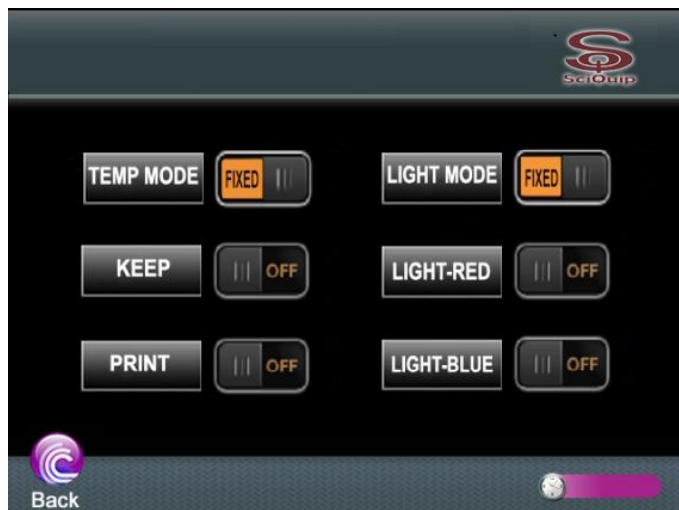 SciQuip
TEMP MODE FIXED LIGHT MODE FIXED
KEEP OFF LIGHT-RED OFF
PRINT OFF LIGHT-BLUE OFF
Back